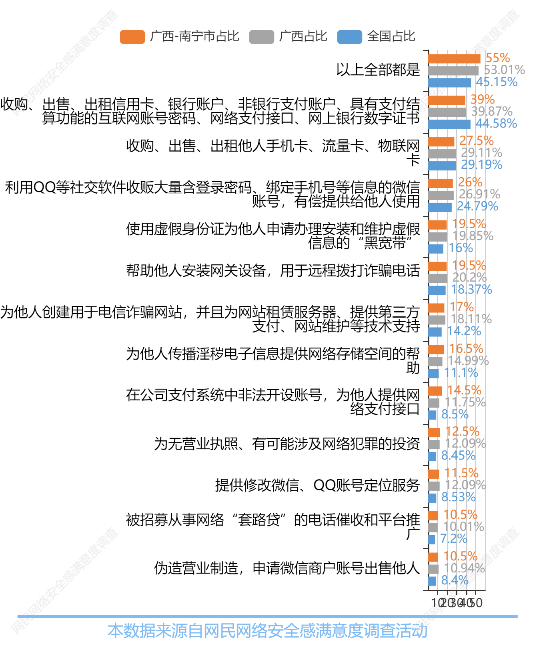 广西-南宁市占比 广西占比 全国占比
以上全部都是
55%
53.01%
45.15%
收购、出售、出租信用卡、银行账户、非银行支付账户、具有支付结
算功能的互联网账号密码、网络支付接口、网上银行数字证书
39%
39.87%
44.58%
收购、出售、出租他人手机卡、流量卡、物联网
卡
27.5%
29.11%
29.19%
利用QQ等社交软件收贩大量含登录密码、绑定手机号等信息的微信
账号，有偿提供给他人使用
26%
26.91%
24.79%
使用虚假身份证为他人申请办理安装和维护虚假
信息的“黑宽带”
19.5%
19.85%
16%
帮助他人安装网关设备，用于远程拨打诈骗电话
19.5%
20.2%
18.37%
为他人创建用于电信诈骗网站，并且为网站租赁服务器、提供第三方
支付、网站维护等技术支持
17%
18.11%
14.2%
为他人传播淫秽电子信息提供网络存储空间的帮
助
16.5%
14.99%
11.1%
在公司支付系统中非法开设账号，为他人提供网
络支付接口
14.5%
11.75%
8.5%
为无营业执照、有可能涉及网络犯罪的投资
12.5%
12.09%
8.45%
提供修改微信、QQ账号定位服务
11.5%
12.09%
8.53%
被招募从事网络“套路贷”的电话催收和平台推
广
10.5%
10.01%
7.2%
伪造营业制造，申请微信商户账号出售他人
10.5%
10.94%
8.4%
10 20 30 40 50
本数据来源自网民网络安全感满意度调查活动